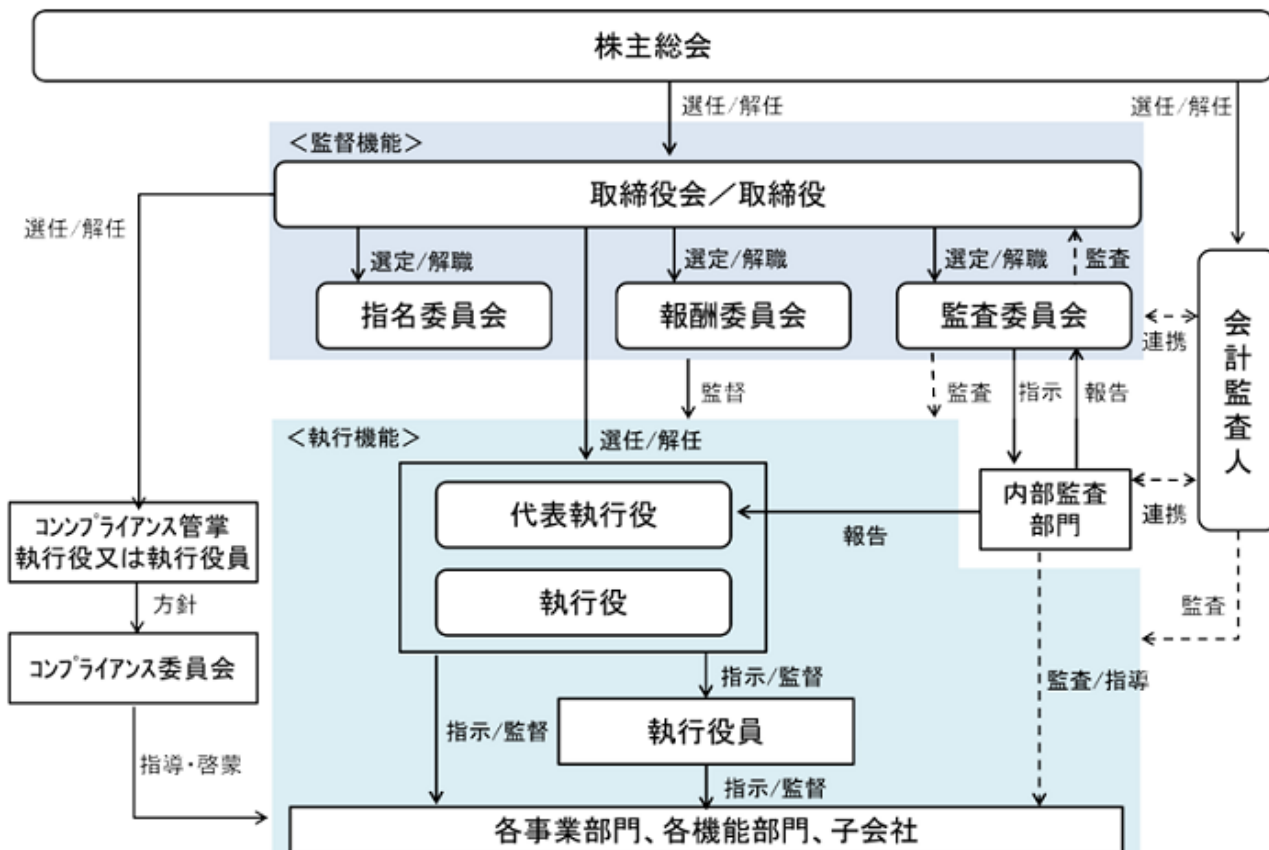 株主総会
選任/解任
選任/解任
＜監督機能＞
取締役会／取締役
選任/解任
選定/解職
選定/解職
選定/解職
監査
指名委員会
報酬委員会
監査委員会
連携
会計監査人
監督
監査
指示
報告
＜執行機能＞
選任/解任
代表執行役
執行役
内部監査
部門
報告
連携
コンンプライアンス管掌
執行役又は執行役員
方針
コンプライアンス委員会
監査
指示/監督
監査/指導
指示/監督
執行役員
指導・啓蒙
指示/監督
各事業部門、各機能部門、子会社